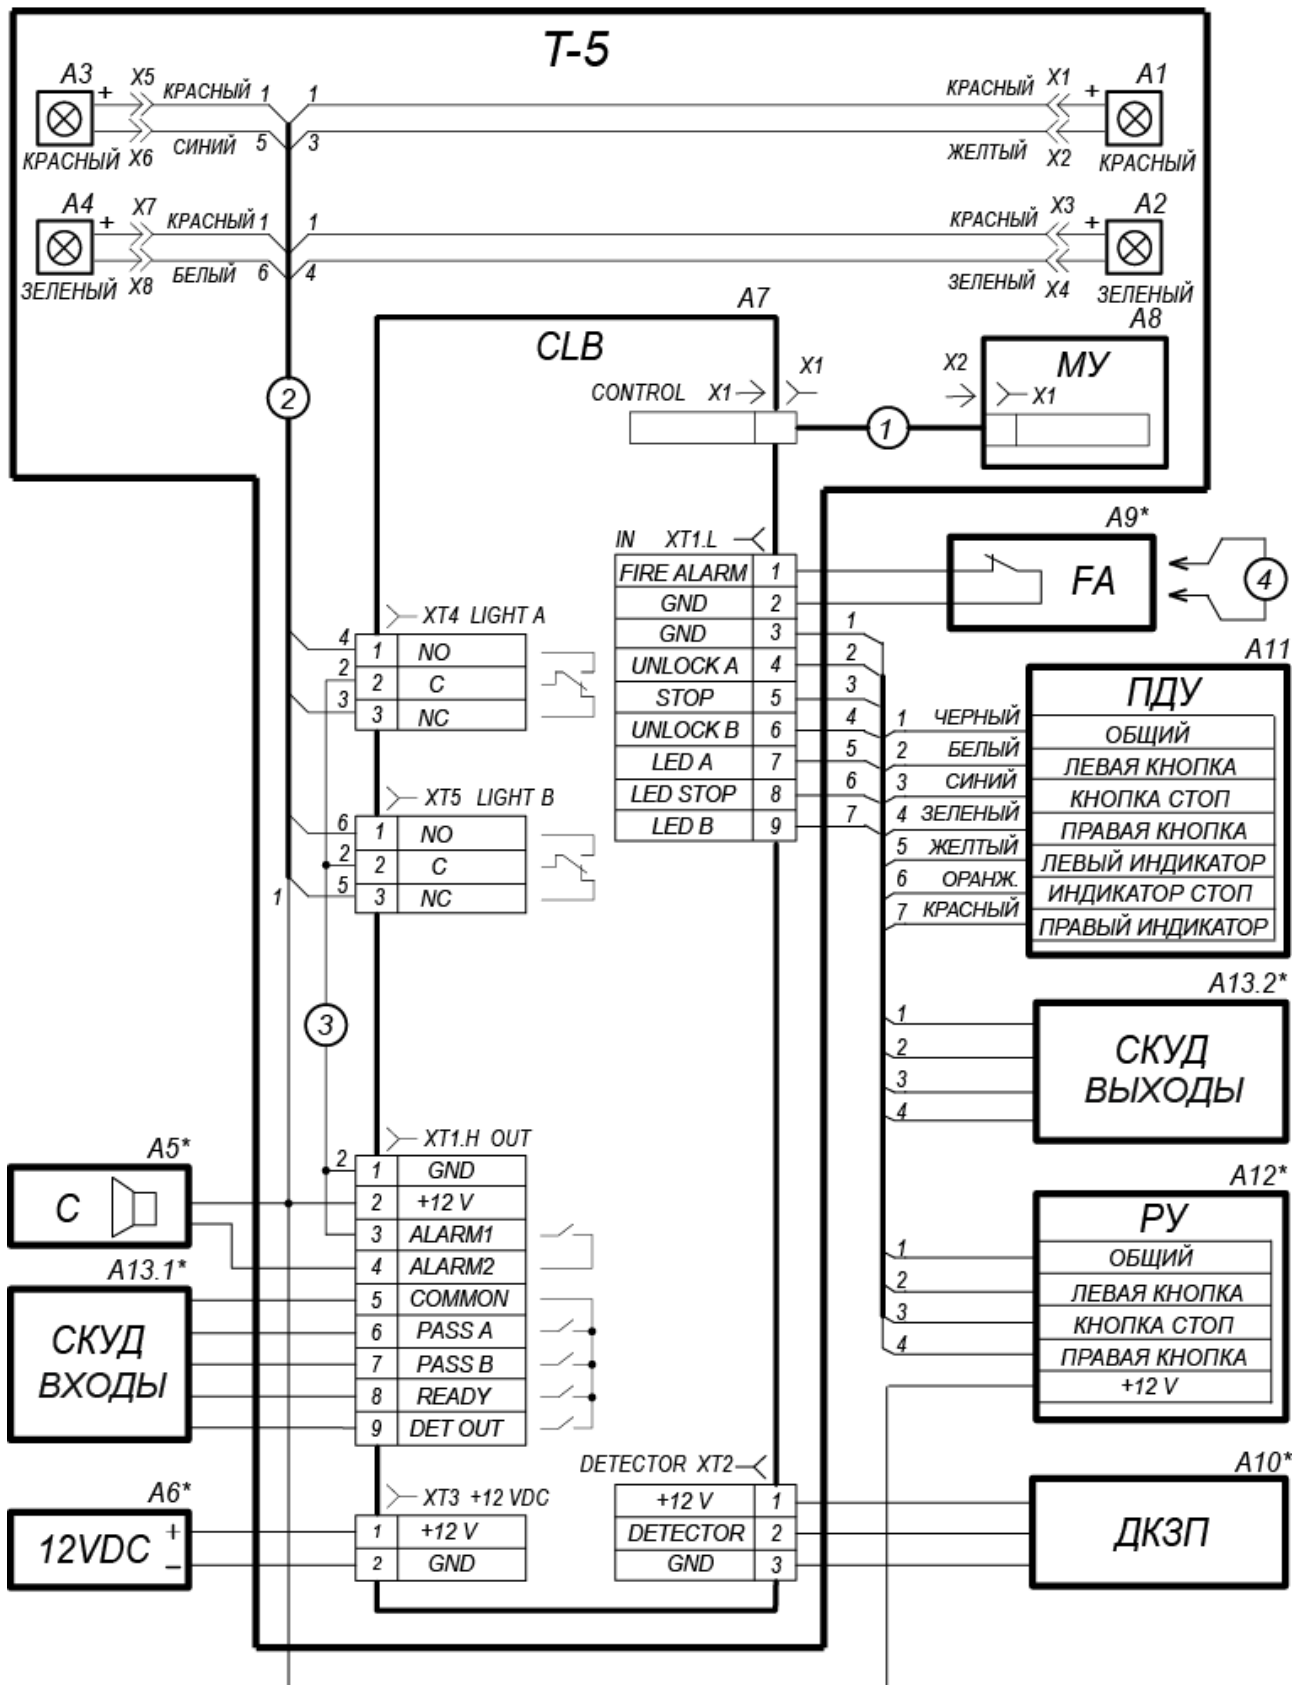 T-5
A3 X5 КРАСНЫЙ 1 1 КРАСНЫЙ X1 A1
+ +
КРАСНЫЙ X6 СИНИЙ 5 3 ЖЕЛТЫЙ X2 КРАСНЫЙ
A4 X7 КРАСНЫЙ 1 1 КРАСНЫЙ X3 A2
+ +
ЗЕЛЕНЫЙ X8 БЕЛЫЙ 6 4 ЗЕЛЕНЫЙ X4 ЗЕЛЕНЫЙ
A7
CLB
CONTROL X1 X1
1
X2 X1
A8
МУ
2
IN XT1.L
FIRE ALARM 1
GND 2
GND 3 1
UNLOCK A 4 2
STOP 5 3
UNLOCK B 6 4
LED A 7 5
LED STOP 8 6
LED B 9 7
A9*
FA
4
XT4 LIGHT A
4 1 NO
2 2 C
3 3 NC
XT5 LIGHT B
6 1 NO
2 2 C
5 3 NC
1
3
A11
ПДУ
1 ЧЕРНЫЙ ОБЩИЙ
2 БЕЛЫЙ ЛЕВАЯ КНОПКА
3 СИНИЙ КНОПКА СТОП
4 ЗЕЛЕНЫЙ ПРАВАЯ КНОПКА
5 ЖЕЛТЫЙ ЛЕВЫЙ ИНДИКАТОР
6 ОРАНЖ. ИНДИКАТОР СТОП
7 КРАСНЫЙ ПРАВЫЙ ИНДИКАТОР
A13.2*
СКУД
ВЫХОДЫ
1
2
3
4
A5*
C
A13.1*
СКУД
ВХОДЫ
XT1.H OUT
2 1 GND
2 +12 V
3 ALARM1
4 ALARM2
5 COMMON
6 PASS A
7 PASS B
8 READY
9 DET OUT
A12*
РУ
1 ОБЩИЙ
2 ЛЕВАЯ КНОПКА
3 КНОПКА СТОП
4 ПРАВАЯ КНОПКА
+12 V
A6*
12VDC + −
XT3 +12 VDC
1 +12 V
2 GND
DETECTOR XT2
+12 V 1
DETECTOR 2
GND 3
A10*
ДКЗП